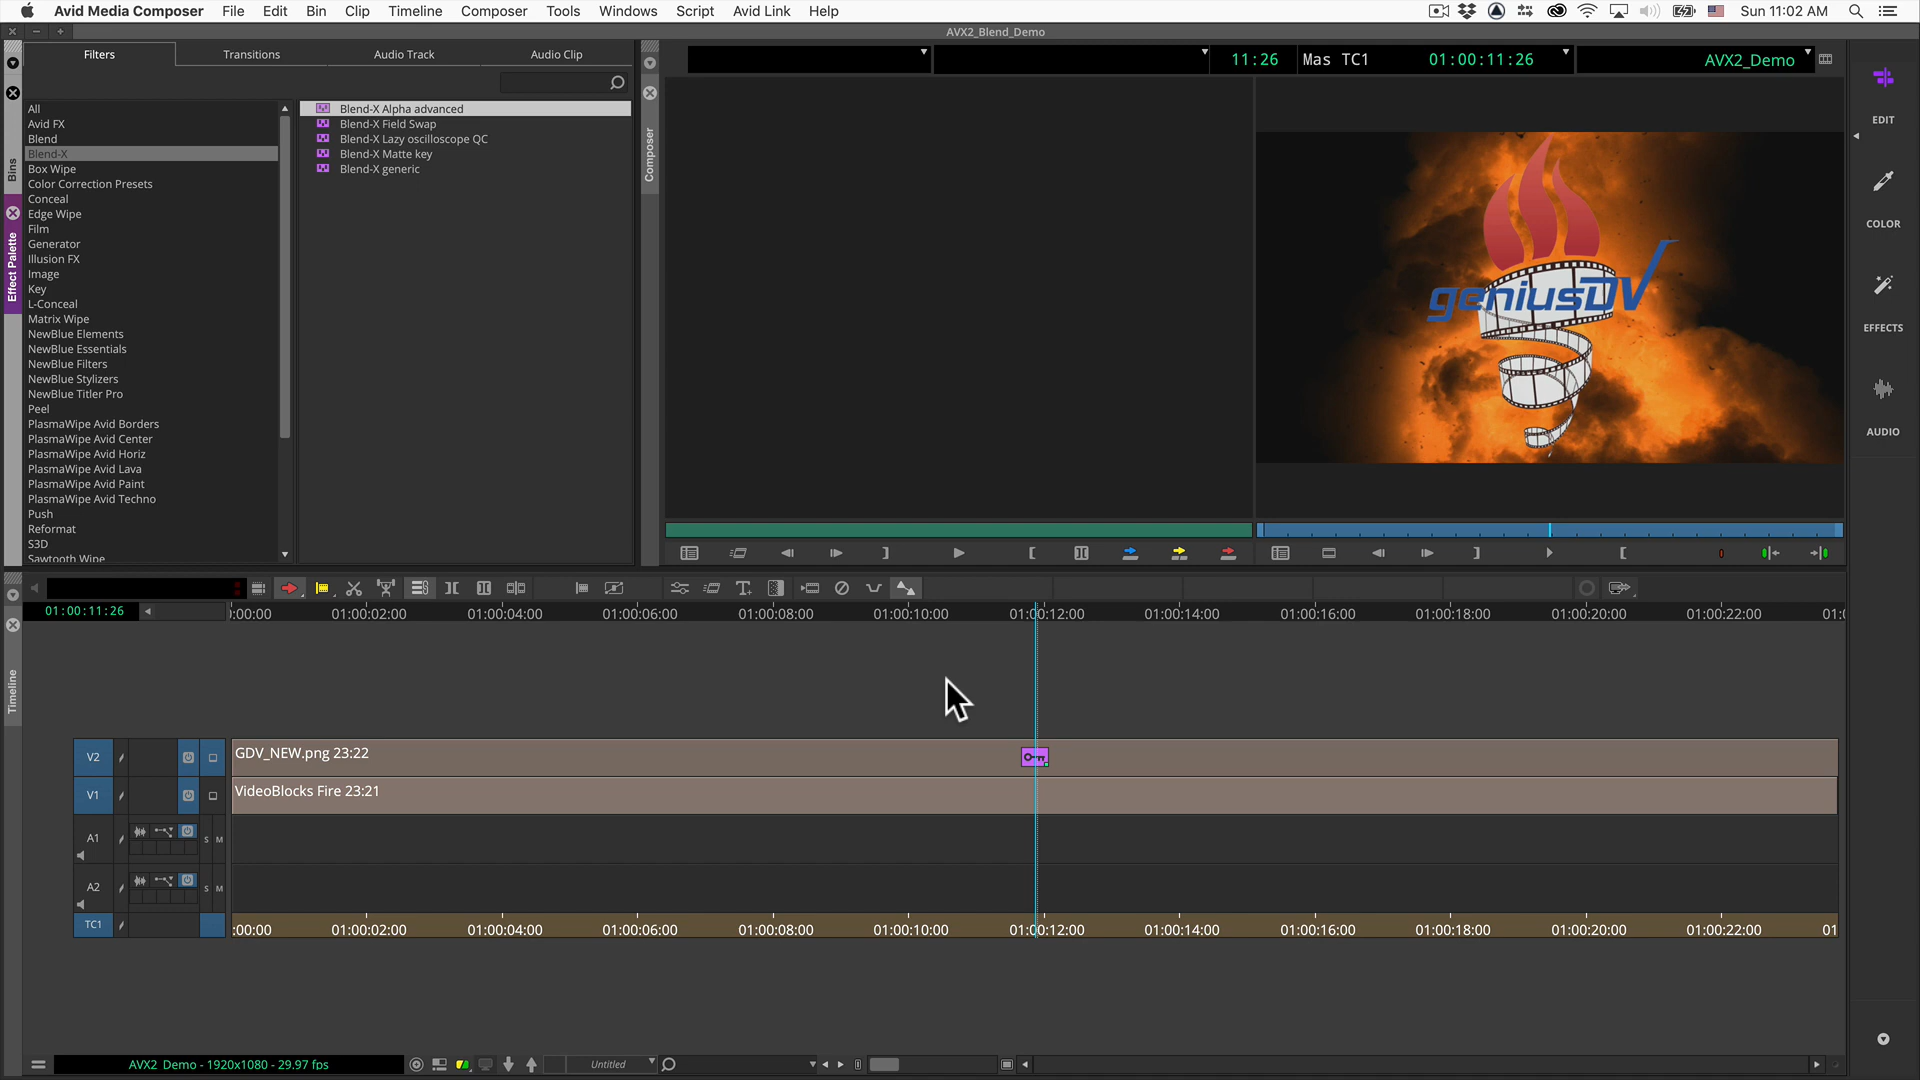 Avid Media Composer File Edit Bin Clip Timeline Composer Tools Windows Script Avid Link Help Sun 11:02 AM
AVX2_Blend_Demo
Filters Transitions Audio Track Audio Clip
11:26 Mas TC1 01:00:11:26 AVX2_Demo
All
Avid FX
Blend
Blend-X
Box Wipe
Color Correction Presets
Conceal
Edge Wipe
Film
Generator
Illusion FX
Image
Key
L-Conceal
Matrix Wipe
NewBlue Elements
NewBlue Essentials
NewBlue Filters
NewBlue Stylizers
NewBlue Titler Pro
Peel
PlasmaWipe Avid Borders
PlasmaWipe Avid Center
PlasmaWipe Avid Horiz
PlasmaWipe Avid Lava
PlasmaWipe Avid Paint
PlasmaWipe Avid Techno
Push
Reformat
S3D
Sawtooth Wipe
Blend-X Alpha advanced
Blend-X Field Swap
Blend-X Lazy oscilloscope QC
Blend-X Matte key
Blend-X generic
Bins
Effect Palette
Composer
geniusDV
EDIT
COLOR
EFFECTS
AUDIO
Timeline
01:00:11:26
:00:00 01:00:02:00 01:00:04:00 01:00:06:00 01:00:08:00 01:00:10:00 01:00:12:00 01:00:14:00 01:00:16:00 01:00:18:00 01:00:20:00 01:00:22:00 01:0
V2 GDV_NEW.png 23:22
V1 VideoBlocks Fire 23:21
A1 S M
A2 S M
TC1 :00:00 01:00:02:00 01:00:04:00 01:00:06:00 01:00:08:00 01:00:10:00 01:00:12:00 01:00:14:00 01:00:16:00 01:00:18:00 01:00:20:00 01:00:22:00 01
AVX2 Demo - 1920x1080 - 29.97 fps Untitled